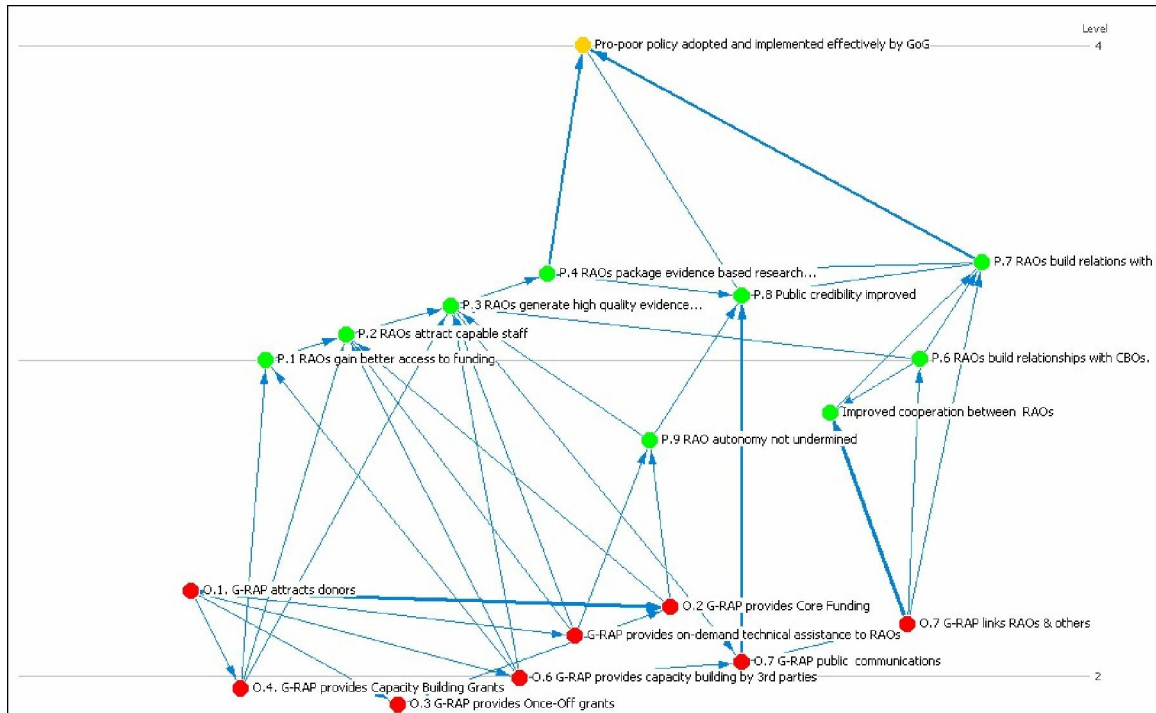 Level
Pro-poor policy adopted and implemented effectively by GoG
4
P.7 RAOs build relations with
P.4 RAOs package evidence based research...
P.8 Public credibility improved
P.3 RAOs generate high quality evidence...
P.2 RAOs attract capable staff
P.1 RAOs gain better access to funding
P.6 RAOs build relationships with CBOs.
Improved cooperation between RAOs
P.9 RAO autonomy not undermined
O.1. G-RAP attracts donors
O.2 G-RAP provides Core Funding
O.7 G-RAP links RAOs & others
G-RAP provides on-demand technical assistance to RAOs
O.7 G-RAP public communications
O.6 G-RAP provides capacity building by 3rd parties
2
O.4. G-RAP provides Capacity Building Grants
O.3 G-RAP provides Once-Off grants